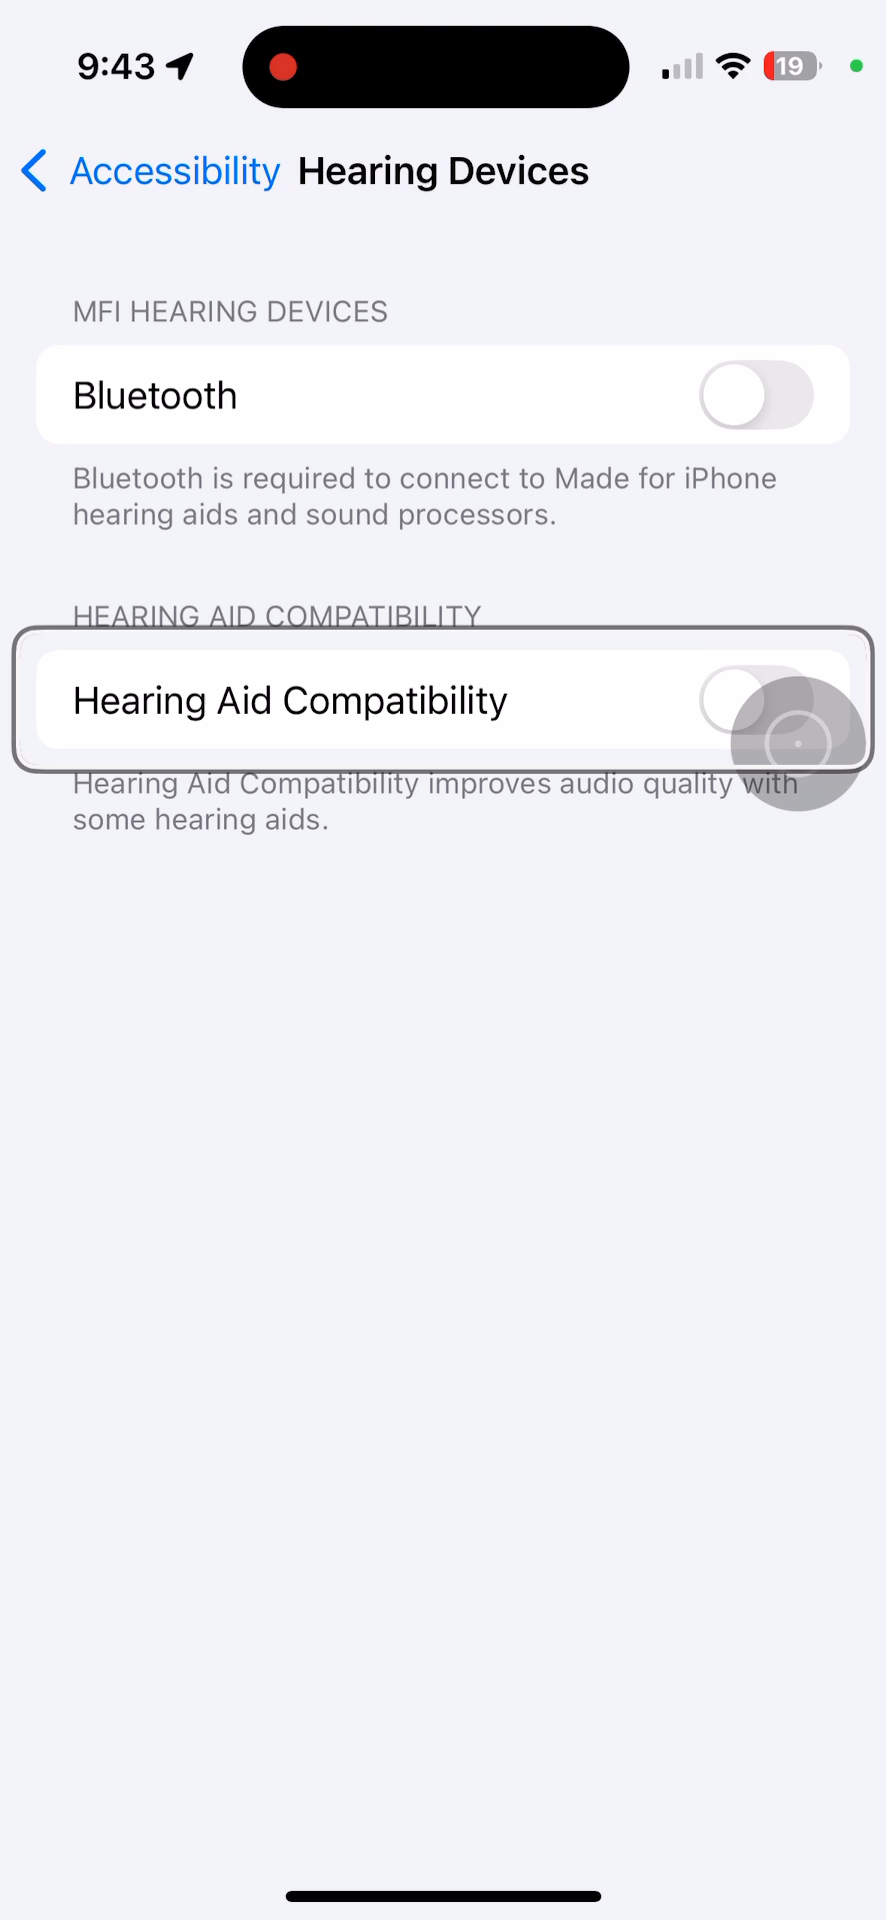 9:43
19
Accessibility Hearing Devices
MFI HEARING DEVICES
Bluetooth
Bluetooth is required to connect to Made for iPhone
hearing aids and sound processors.
HEARING AID COMPATIBILITY
Hearing Aid Compatibility
Hearing Aid Compatibility improves audio quality with
some hearing aids.